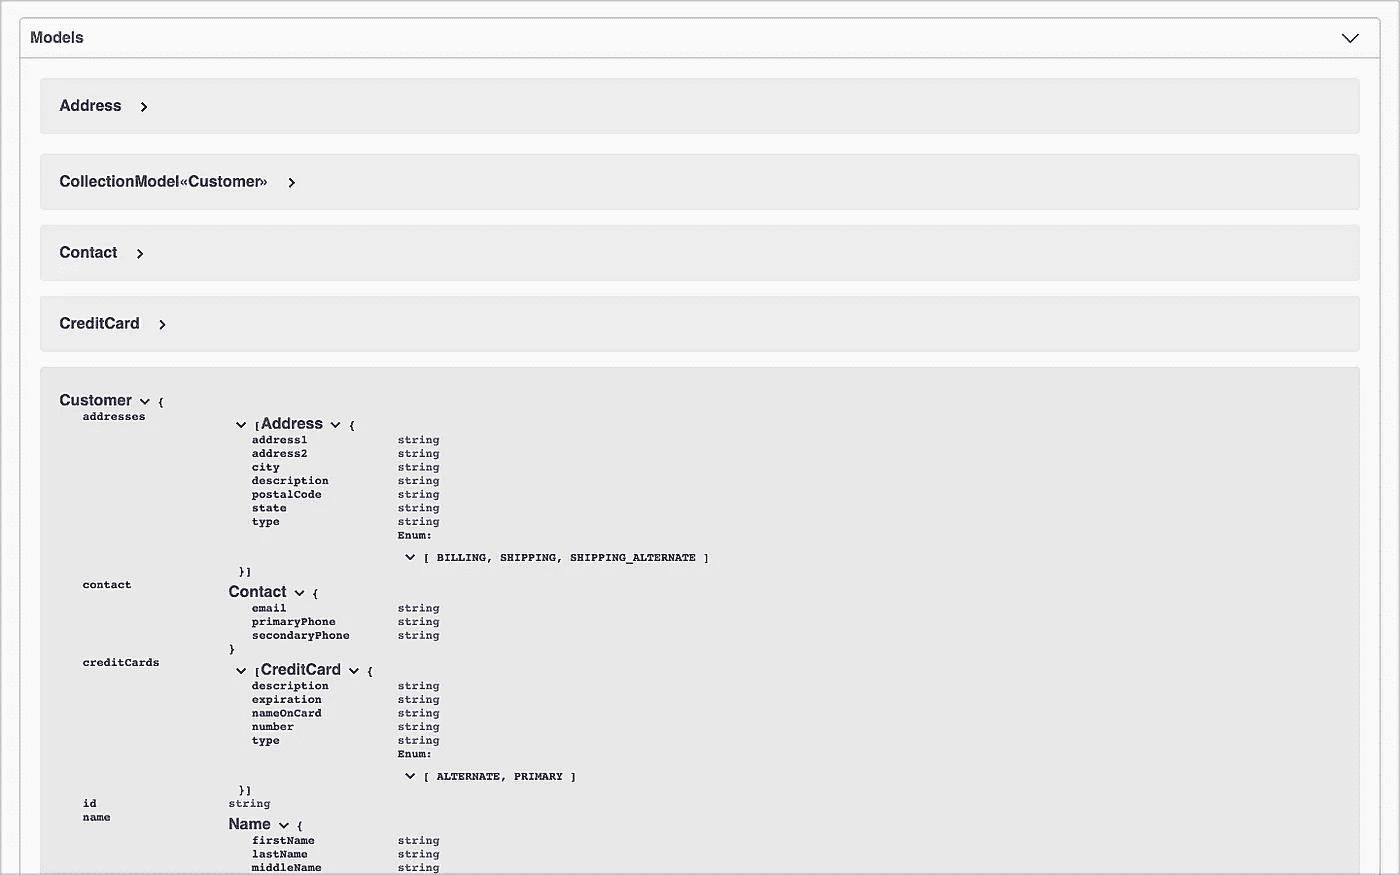 Models
Address
CollectionModel«Customer»
Contact
CreditCard
Customer {
addresses
[Address {
address1 string
address2 string
city string
description string
postalCode string
state string
type string
Enum:
[ BILLING, SHIPPING, SHIPPING_ALTERNATE ]
}]
contact
Contact {
email string
primaryPhone string
secondaryPhone string
}
creditCards
[CreditCard {
description string
expiration string
nameOnCard string
number string
type string
Enum:
[ ALTERNATE, PRIMARY ]
}]
id string
name
Name {
firstName string
lastName string
middleName string